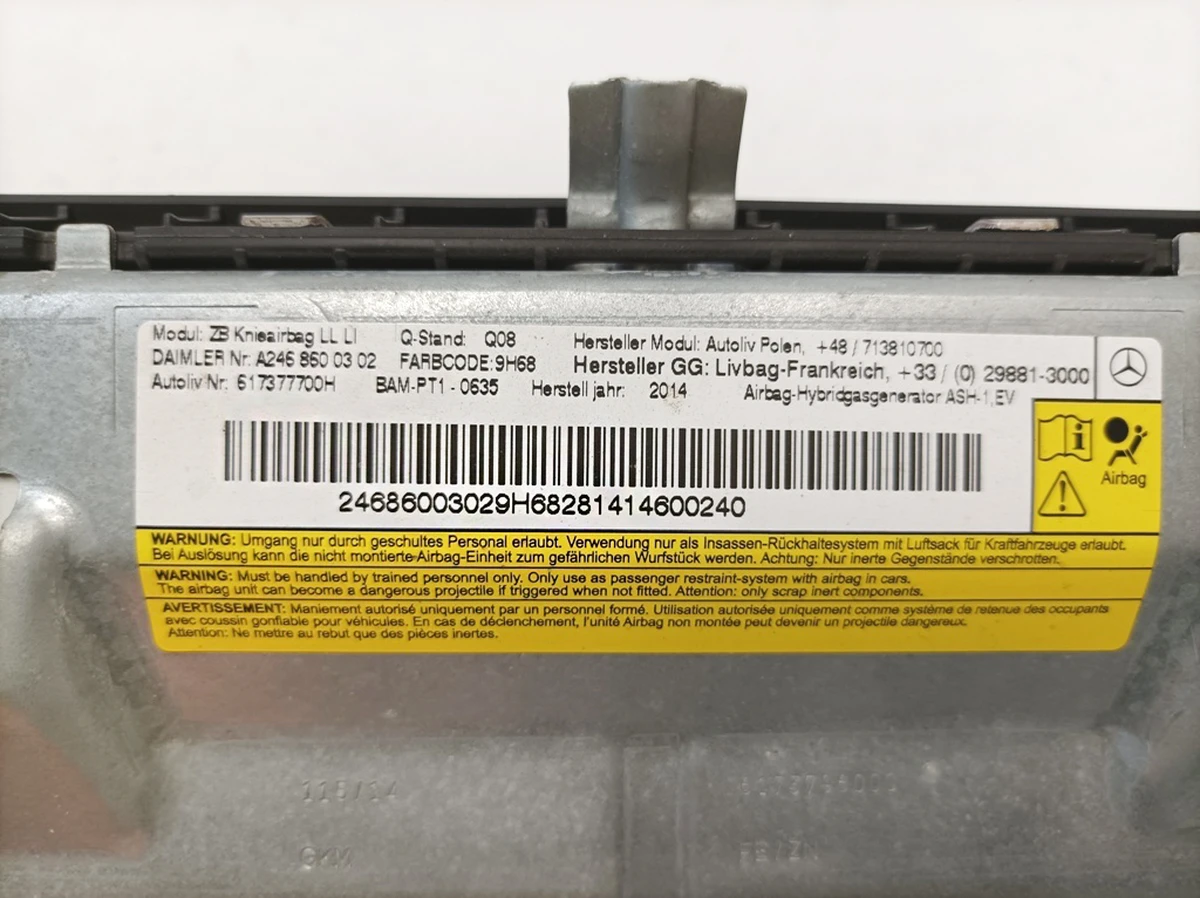 Modul: ZB Knieairbag LL LI Q-Stand: Q08 Hersteller Modul: Autoliv Polen, +48 / 713810700
DAIMLER Nr: A246 860 03 02 FARBCODE: 9H68 Hersteller GG: Livbag-Frankreich, +33 / (0) 29881-3000
Autoliv Nr: 617377700H BAM-PT1 - 0635 Herstell jahr: 2014 Airbag-Hybridgasgenerator ASH-1,EV
i
Airbag
24686003029H68281414600240
WARNUNG: Umgang nur durch geschultes Personal erlaubt. Verwendung nur als Insassen-Rückhaltesystem mit Luftsack für Kraftfahrzeuge erlaubt.
Bei Auslösung kann die nicht montierte Airbag-Einheit zum gefährlichen Wurfstück werden. Achtung: Nur inerte Gegenstände verschrotten.
WARNING: Must be handled by trained personnel only. Only use as passenger restraint-system with airbag in cars.
The airbag unit can become a dangerous projectile if triggered when not fitted. Attention: only scrap inert components.
AVERTISSEMENT: Maniement autorisé uniquement par un personnel formé. Utilisation autorisée uniquement comme système de retenue des occupants
avec coussin gonflable pour véhicules. En cas de déclenchement, l'unité Airbag non montée peut devenir un projectile dangereux.
Attention: Ne mettre au rebut que des pièces inertes.
GKM